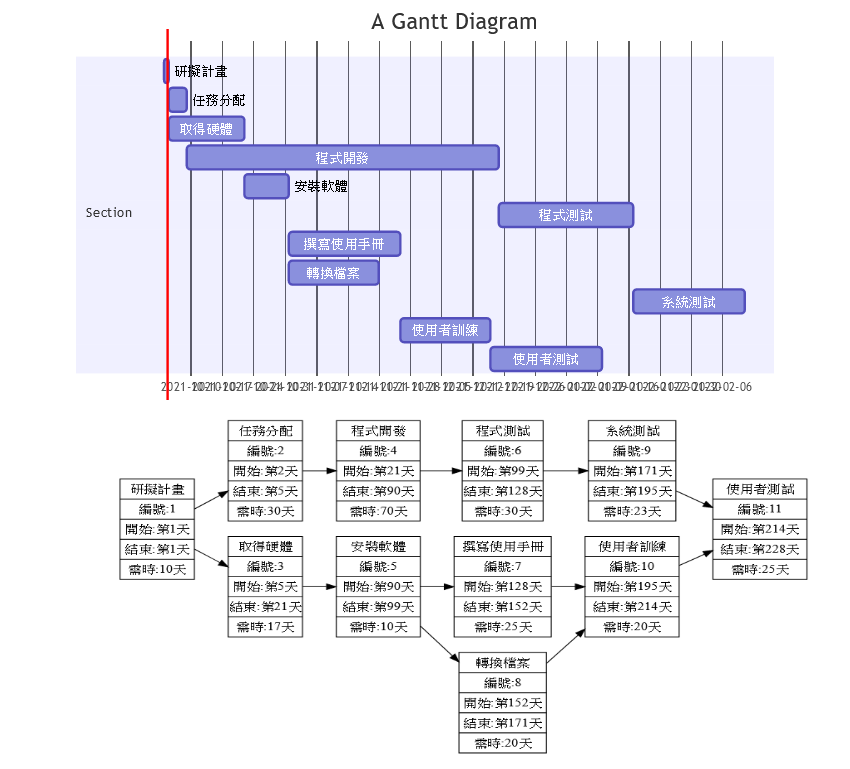 A Gantt Diagram
研擬計畫
任務分配
取得硬體
程式開發
安裝軟體
程式測試
Section
撰寫使用手冊
轉換檔案
系統測試
使用者訓練
使用者測試
任務分配
編號:2
開始:第2天
結束:第5天
需時:30天
程式開發
編號:4
開始:第21天
結束:第90天
需時:70天
程式測試
編號:6
開始:第99天
結束:第128天
需時:30天
系統測試
編號:9
開始:第171天
結束:第195天
需時:23天
研擬計畫
編號:1
開始:第1天
結束:第1天
需時:10天
使用者測試
編號:11
開始:第214天
結束:第228天
需時:25天
取得硬體
編號:3
開始:第5天
結束:第21天
需時:17天
安裝軟體
編號:5
開始:第90天
結束:第99天
需時:10天
撰寫使用手冊
編號:7
開始:第128天
結束:第152天
需時:25天
使用者訓練
編號:10
開始:第195天
結束:第214天
需時:20天
轉換檔案
編號:8
開始:第152天
結束:第171天
需時:20天